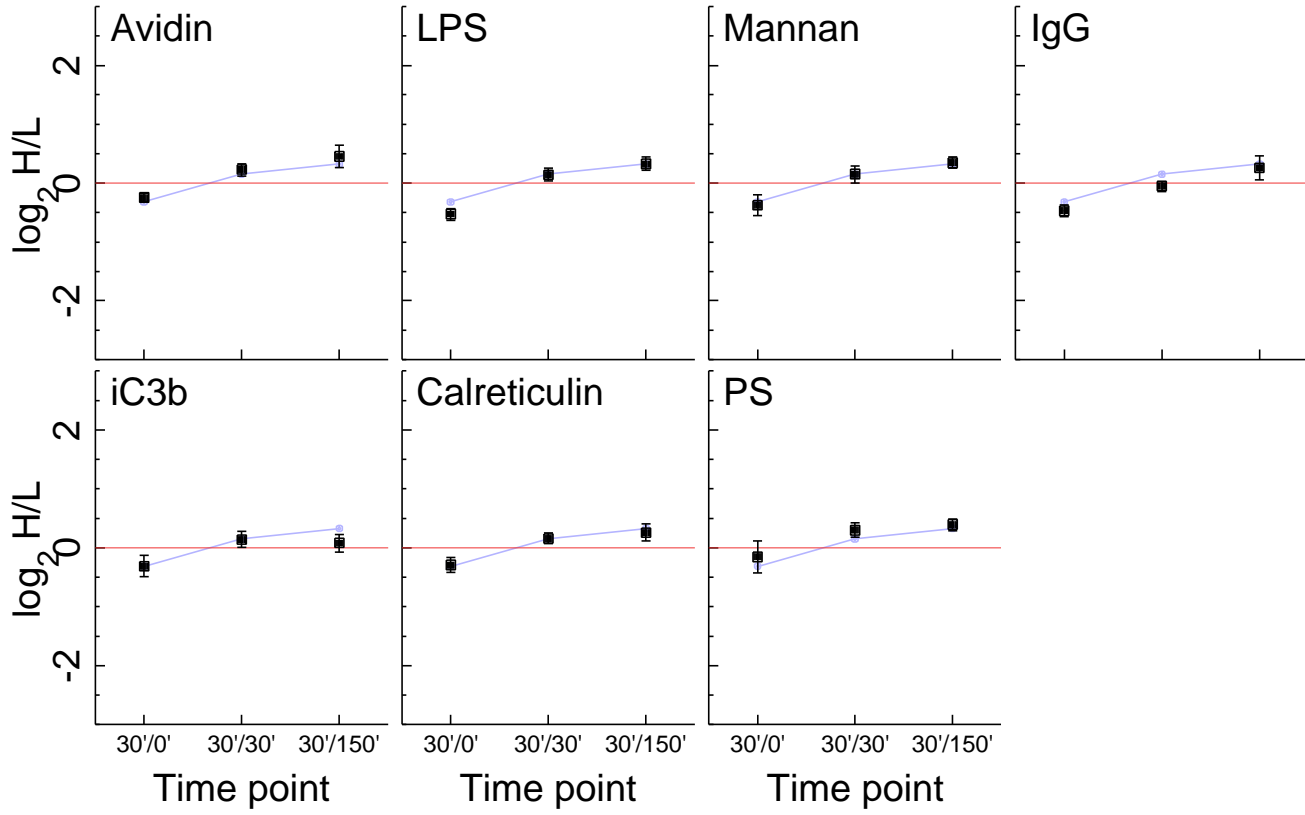 Avidin
LPS
Mannan
IgG
log2 H/L
2
0
-2
iC3b
Calreticulin
PS
log2 H/L
2
0
-2
30'/0' 30'/30' 30'/150'
30'/0' 30'/30' 30'/150'
30'/0' 30'/30' 30'/150'
Time point
Time point
Time point